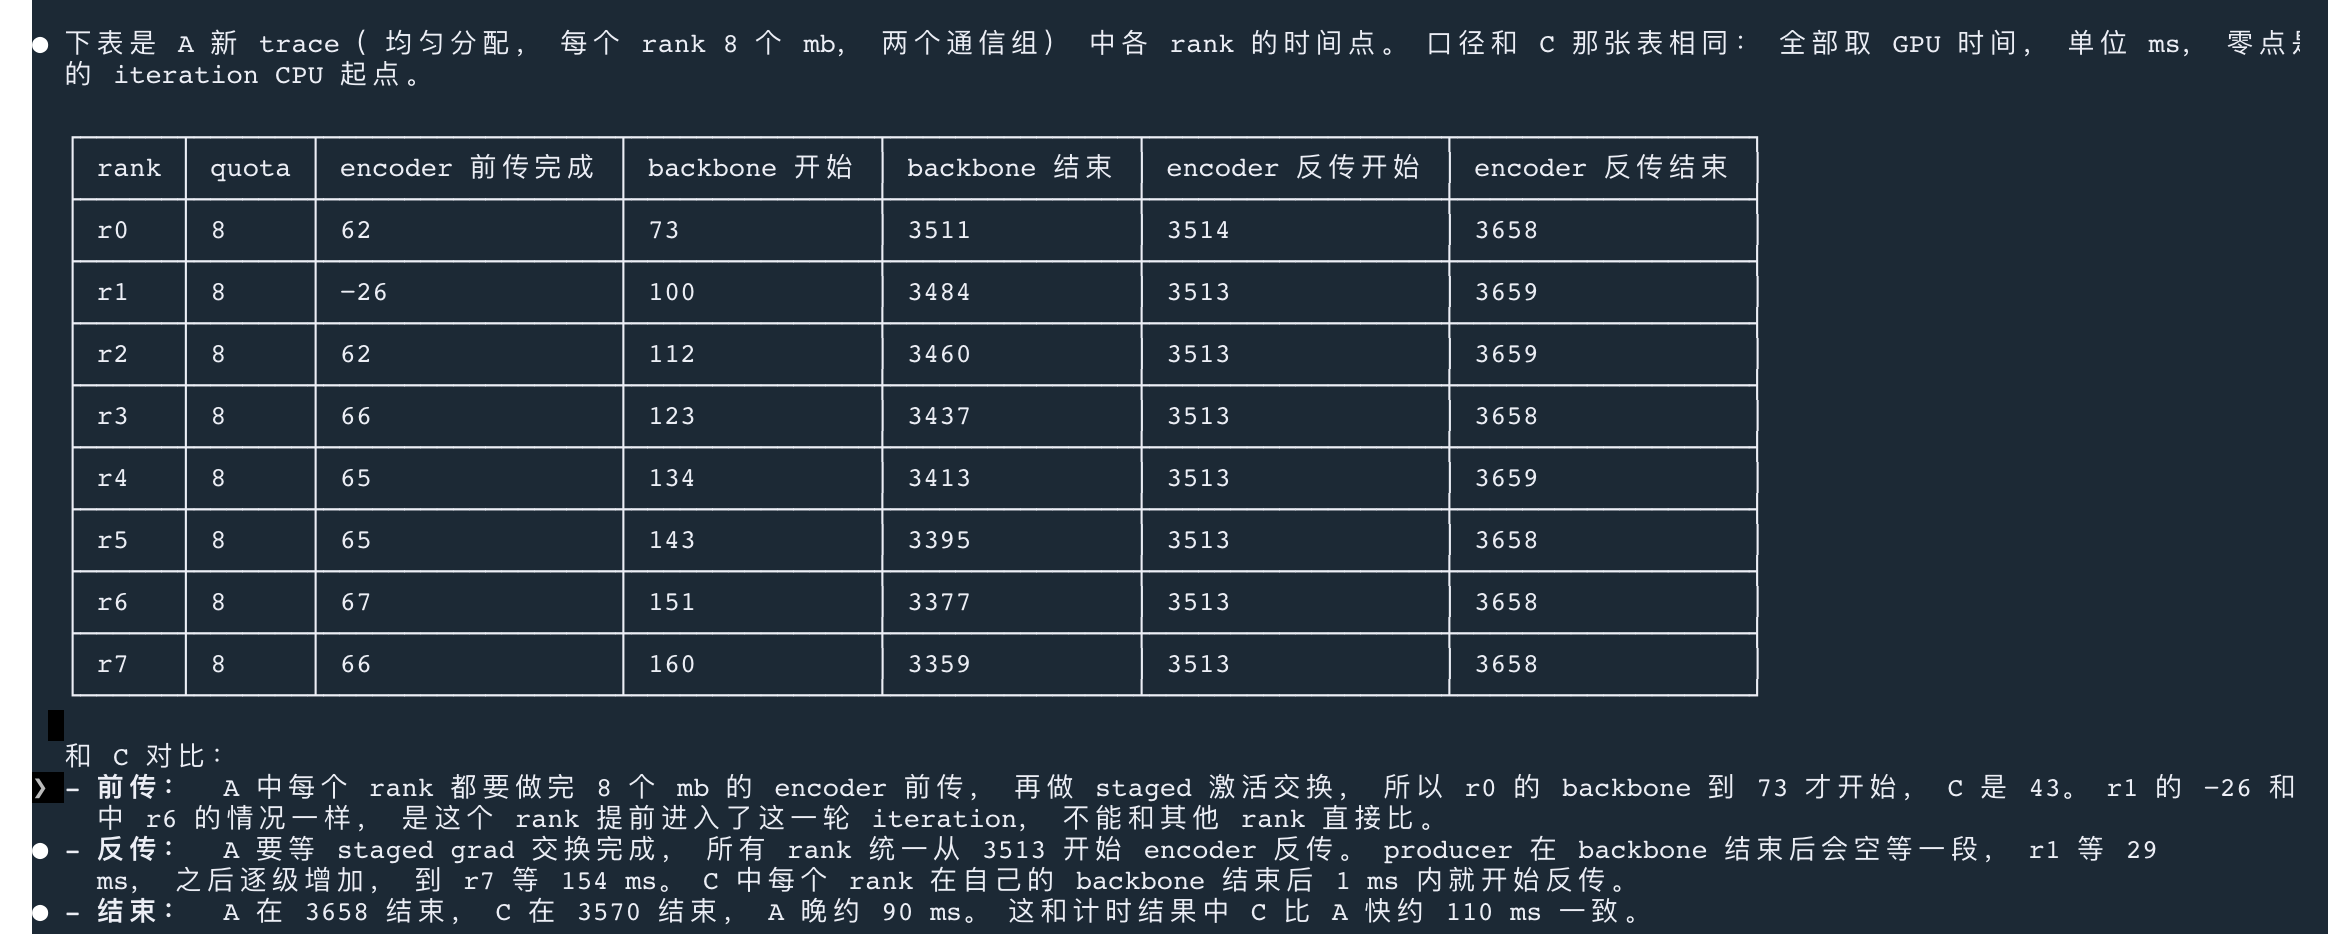 ● 下表是 A 新 trace（均匀分配，每个 rank 8 个 mb，两个通信组）中各 rank 的时间点。口径和 C 那张表相同：全部取 GPU 时间，单位 ms，零点
的 iteration CPU 起点。
rank quota encoder 前传完成 backbone 开始 backbone 结束 encoder 反传开始 encoder 反传结束
r0 8 62 73 3511 3514 3658
r1 8 -26 100 3484 3513 3659
r2 8 62 112 3460 3513 3659
r3 8 66 123 3437 3513 3658
r4 8 65 134 3413 3513 3659
r5 8 65 143 3395 3513 3658
r6 8 67 151 3377 3513 3658
r7 8 66 160 3359 3513 3658
和 C 对比：
❯ - 前传： A 中每个 rank 都要做完 8 个 mb 的 encoder 前传，再做 staged 激活交换，所以 r0 的 backbone 到 73 才开始，C 是 43。r1 的 -26 和
中 r6 的情况一样，是这个 rank 提前进入了这一轮 iteration，不能和其他 rank 直接比。
● - 反传： A 要等 staged grad 交换完成，所有 rank 统一从 3513 开始 encoder 反传。producer 在 backbone 结束后会空等一段，r1 等 29
ms，之后逐级增加，到 r7 等 154 ms。C 中每个 rank 在自己的 backbone 结束后 1 ms 内就开始反传。
● - 结束： A 在 3658 结束，C 在 3570 结束，A 晚约 90 ms。这和计时结果中 C 比 A 快约 110 ms 一致。